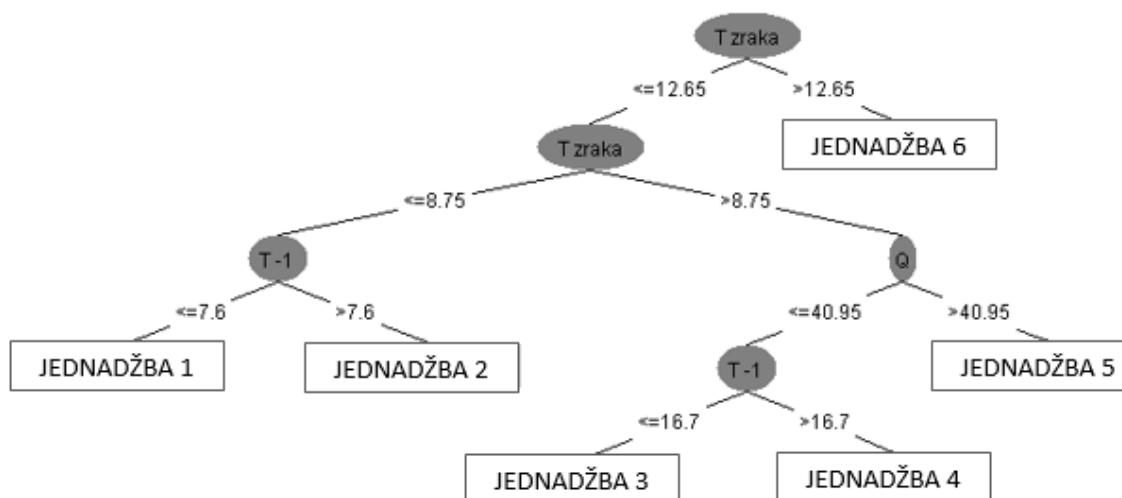 T zraka
<=12.65 >12.65
T zraka
JEDNADŽBA 6
<=8.75 >8.75
T-1
Q
<=7.6 >7.6
<=40.95 >40.95
JEDNADŽBA 1
JEDNADŽBA 2
T-1
JEDNADŽBA 5
<=16.7 >16.7
JEDNADŽBA 3
JEDNADŽBA 4